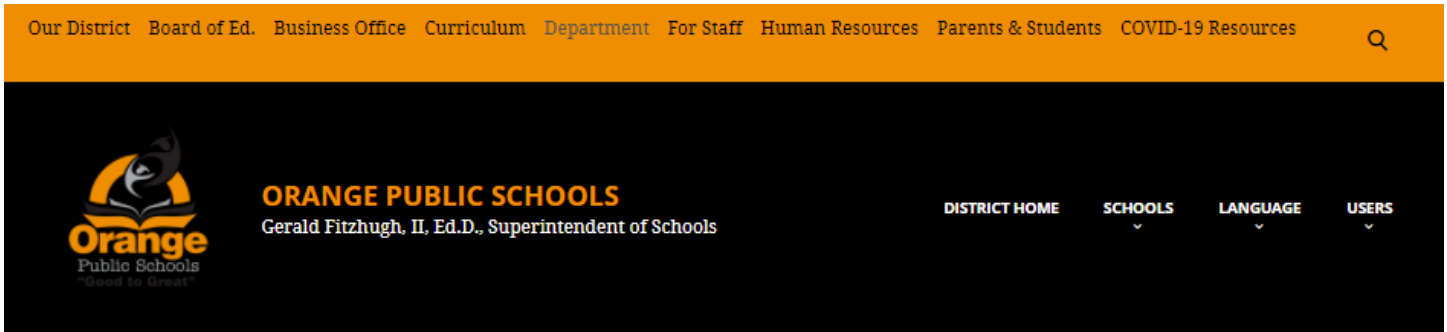 Our District Board of Ed. Business Office Curriculum Department For Staff Human Resources Parents & Students COVID-19 Resources
ORANGE PUBLIC SCHOOLS
Gerald Fitzhugh, II, Ed.D., Superintendent of Schools
DISTRICT HOME SCHOOLS LANGUAGE USERS
Orange
Public Schools
"Good to Great"